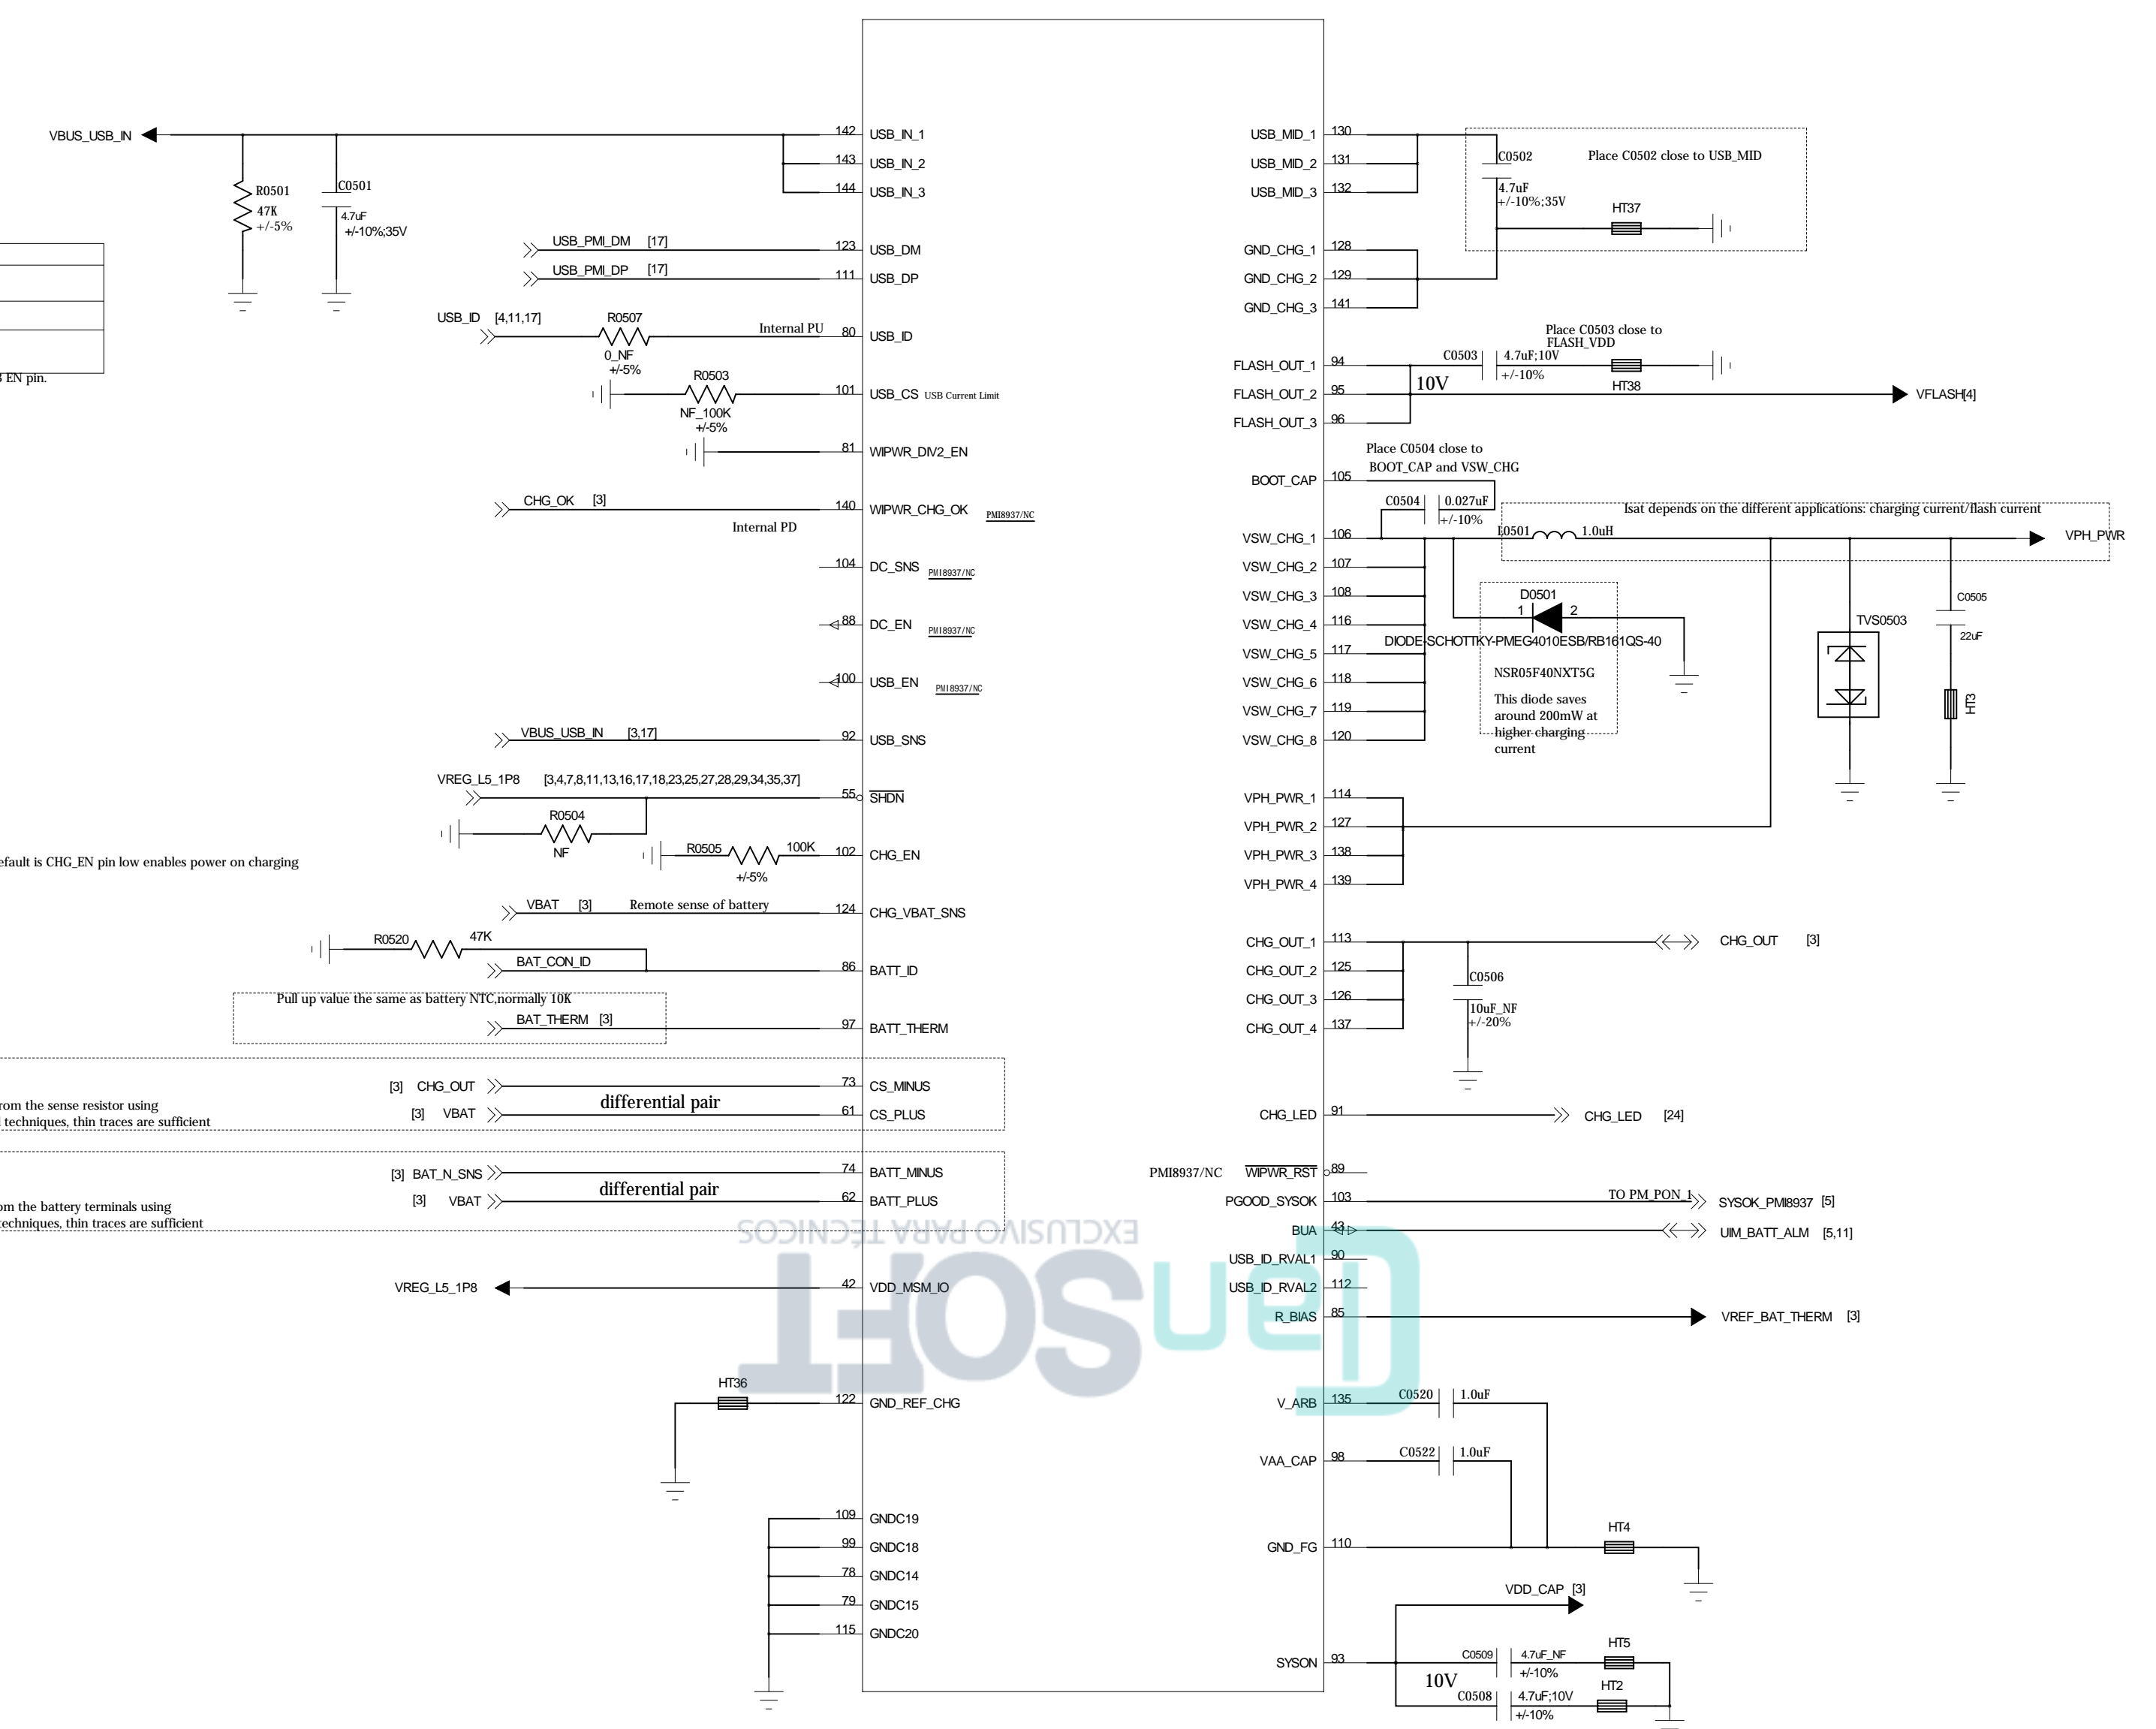 VBUS_USB_IN
R0501
47K
+/-5%
C0501
4.7uF
+/-10%;35V
EN pin.
142 USB_IN_1
143 USB_IN_2
144 USB_IN_3
USB_PMI_DM [17] 123 USB_DM
USB_PMI_DP [17] 111 USB_DP
USB_ID [4,11,17] R0507 Internal PU 80 USB_ID
0_NF
+/-5%
R0503 101 USB_CS USB Current Limit
NF_100K
+/-5%
81 WIPWR_DIV2_EN
CHG_OK [3] 140 WIPWR_CHG_OK PMI8937/NC
Internal PD
104 DC_SNS PMI8937/NC
88 DC_EN PMI8937/NC
100 USB_EN PMI8937/NC
VBUS_USB_IN [3,17] 92 USB_SNS
VREG_L5_1P8 [3,4,7,8,11,13,16,17,18,23,25,27,28,29,34,35,37]
55 SHDN
R0504
NF
R0505 100K 102 CHG_EN
+/-5%
efault is CHG_EN pin low enables power on charging
VBAT [3] Remote sense of battery 124 CHG_VBAT_SNS
R0520 47K
BAT_CON_ID 86 BATT_ID
Pull up value the same as battery NTC,normally 10K
BAT_THERM [3] 97 BATT_THERM
[3] CHG_OUT 73 CS_MINUS
differential pair
rom the sense resistor using
[3] VBAT 61 CS_PLUS
techniques, thin traces are sufficient
[3] BAT_N_SNS 74 BATT_MINUS
differential pair
[3] VBAT 62 BATT_PLUS
om the battery terminals using
techniques, thin traces are sufficient
VREG_L5_1P8 42 VDD_MSM_IO
HT36
122 GND_REF_CHG
109 GNDC19
99 GNDC18
78 GNDC14
79 GNDC15
115 GNDC20
USB_MID_1 130
USB_MID_2 131
USB_MID_3 132
C0502
4.7uF
+/-10%;35V
Place C0502 close to USB_MID
HT37
GND_CHG_1 128
GND_CHG_2 129
GND_CHG_3 141
Place C0503 close to
FLASH_VDD
FLASH_OUT_1 94 C0503 4.7uF;10V
+/-10%
HT38
10V
FLASH_OUT_2 95 VFLASH[4]
FLASH_OUT_3 96
Place C0504 close to
BOOT_CAP and VSW_CHG
BOOT_CAP 105
C0504 0.027uF
+/-10%
Isat depends on the different applications: charging current/flash current
VSW_CHG_1 106 L0501 1.0uH VPH_PWR
VSW_CHG_2 107
VSW_CHG_3 108
VSW_CHG_4 116
VSW_CHG_5 117
VSW_CHG_6 118
VSW_CHG_7 119
VSW_CHG_8 120
D0501
1 2
DIODE-SCHOTTKY-PMEG4010ESB/RB161QS-40
NSR05F40NXT5G
This diode saves
around 200mW at
higher charging
current
TVS0503
C0505
22uF
HT3
VPH_PWR_1 114
VPH_PWR_2 127
VPH_PWR_3 138
VPH_PWR_4 139
CHG_OUT_1 113 CHG_OUT [3]
CHG_OUT_2 125
CHG_OUT_3 126
CHG_OUT_4 137
C0506
10uF_NF
+/-20%
CHG_LED 91 CHG_LED [24]
PMI8937/NC WIPWR_RST 89
PGOOD_SYSOK 103 TO PM_PON_1 SYSOK_PMI8937 [5]
BUA 43 UIM_BATT_ALM [5,11]
USB_ID_RVAL1 90
USB_ID_RVAL2 112
R_BIAS 85 VREF_BAT_THERM [3]
V_ARB 135 C0520 1.0uF
VAA_CAP 98 C0522 1.0uF
GND_FG 110 HT4
VDD_CAP [3]
SYSON 93 C0509 4.7uF_NF HT5
+/-10%
10V
C0508 4.7uF;10V HT2
+/-10%
EXCLUSIVO PARA TÉCNICOS